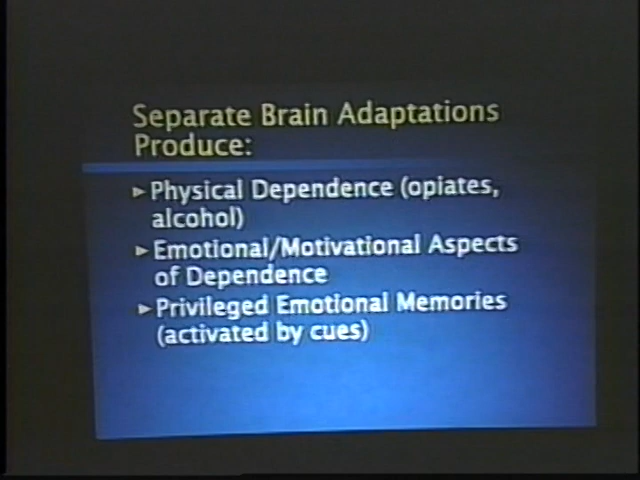 Separate Brain Adaptations
Produce:
►Physical Dependence (opiates,
alcohol)
►Emotional/Motivational Aspects
of Dependence
►Privileged Emotional Memories
(activated by cues)